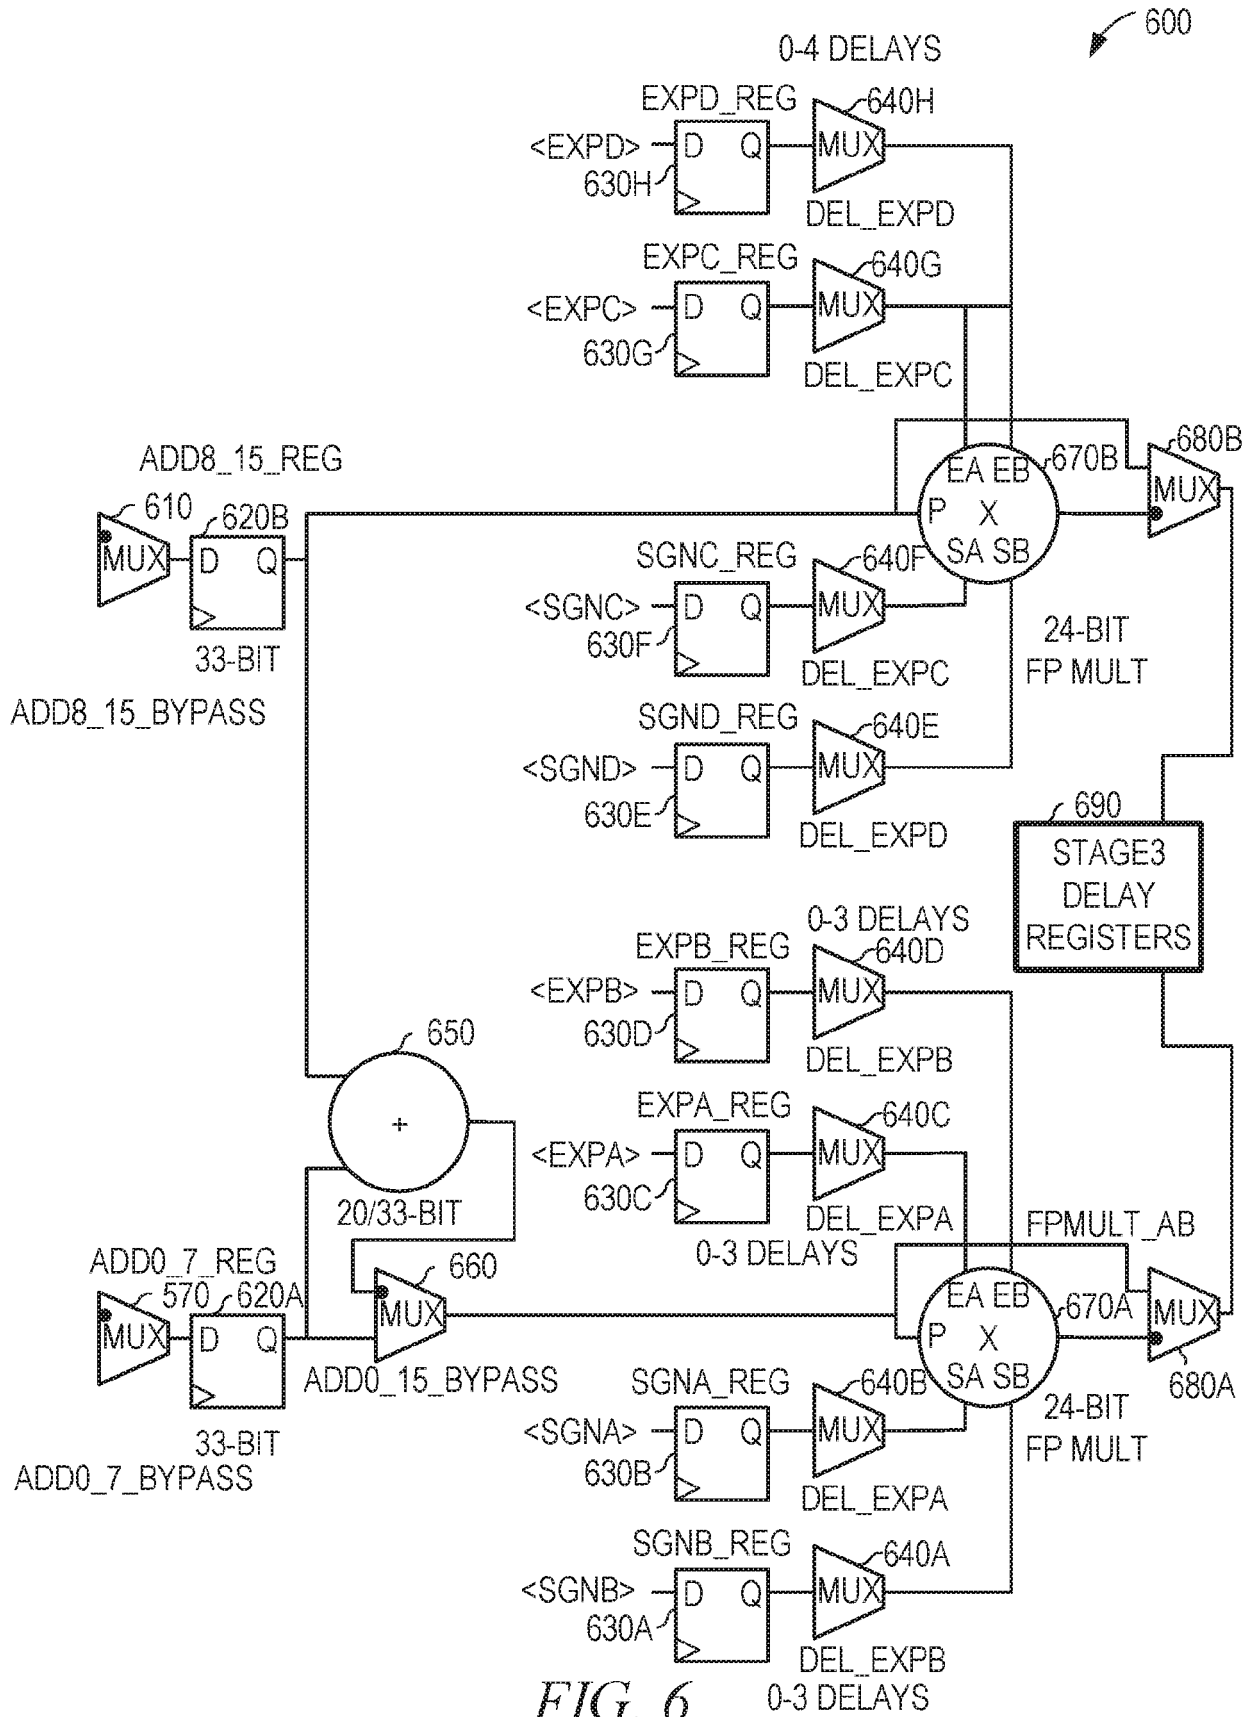 600
0-4 DELAYS
EXPD_REG
640H
<EXPD>
D Q
MUX
630H
DEL_EXPD
EXPC_REG
640G
<EXPC>
D Q
MUX
630G
DEL_EXPC
ADD8_15_REG
610
620B
MUX
D Q
33-BIT
ADD8_15_BYPASS
EA EB
670B
P X
SA SB
680B
MUX
24-BIT
FP MULT
SGNC_REG
640F
<SGNC>
D Q
MUX
630F
DEL_EXPC
SGND_REG
640E
<SGND>
D Q
MUX
630E
DEL_EXPD
690
STAGE3
DELAY
REGISTERS
0-3 DELAYS
EXPB_REG
640D
<EXPB>
D Q
MUX
630D
DEL_EXPB
650
+
20/33-BIT
EXPA_REG
640C
<EXPA>
D Q
MUX
630C
DEL_EXPA
0-3 DELAYS
FPMULT_AB
ADD0_7_REG
570
620A
MUX
D Q
33-BIT
ADD0_7_BYPASS
660
MUX
ADD0_15_BYPASS
EA EB
670A
P X
SA SB
MUX
680A
24-BIT
FP MULT
SGNA_REG
640B
<SGNA>
D Q
MUX
630B
DEL_EXPA
SGNB_REG
640A
<SGNB>
D Q
MUX
630A
DEL_EXPB
0-3 DELAYS
FIG. 6